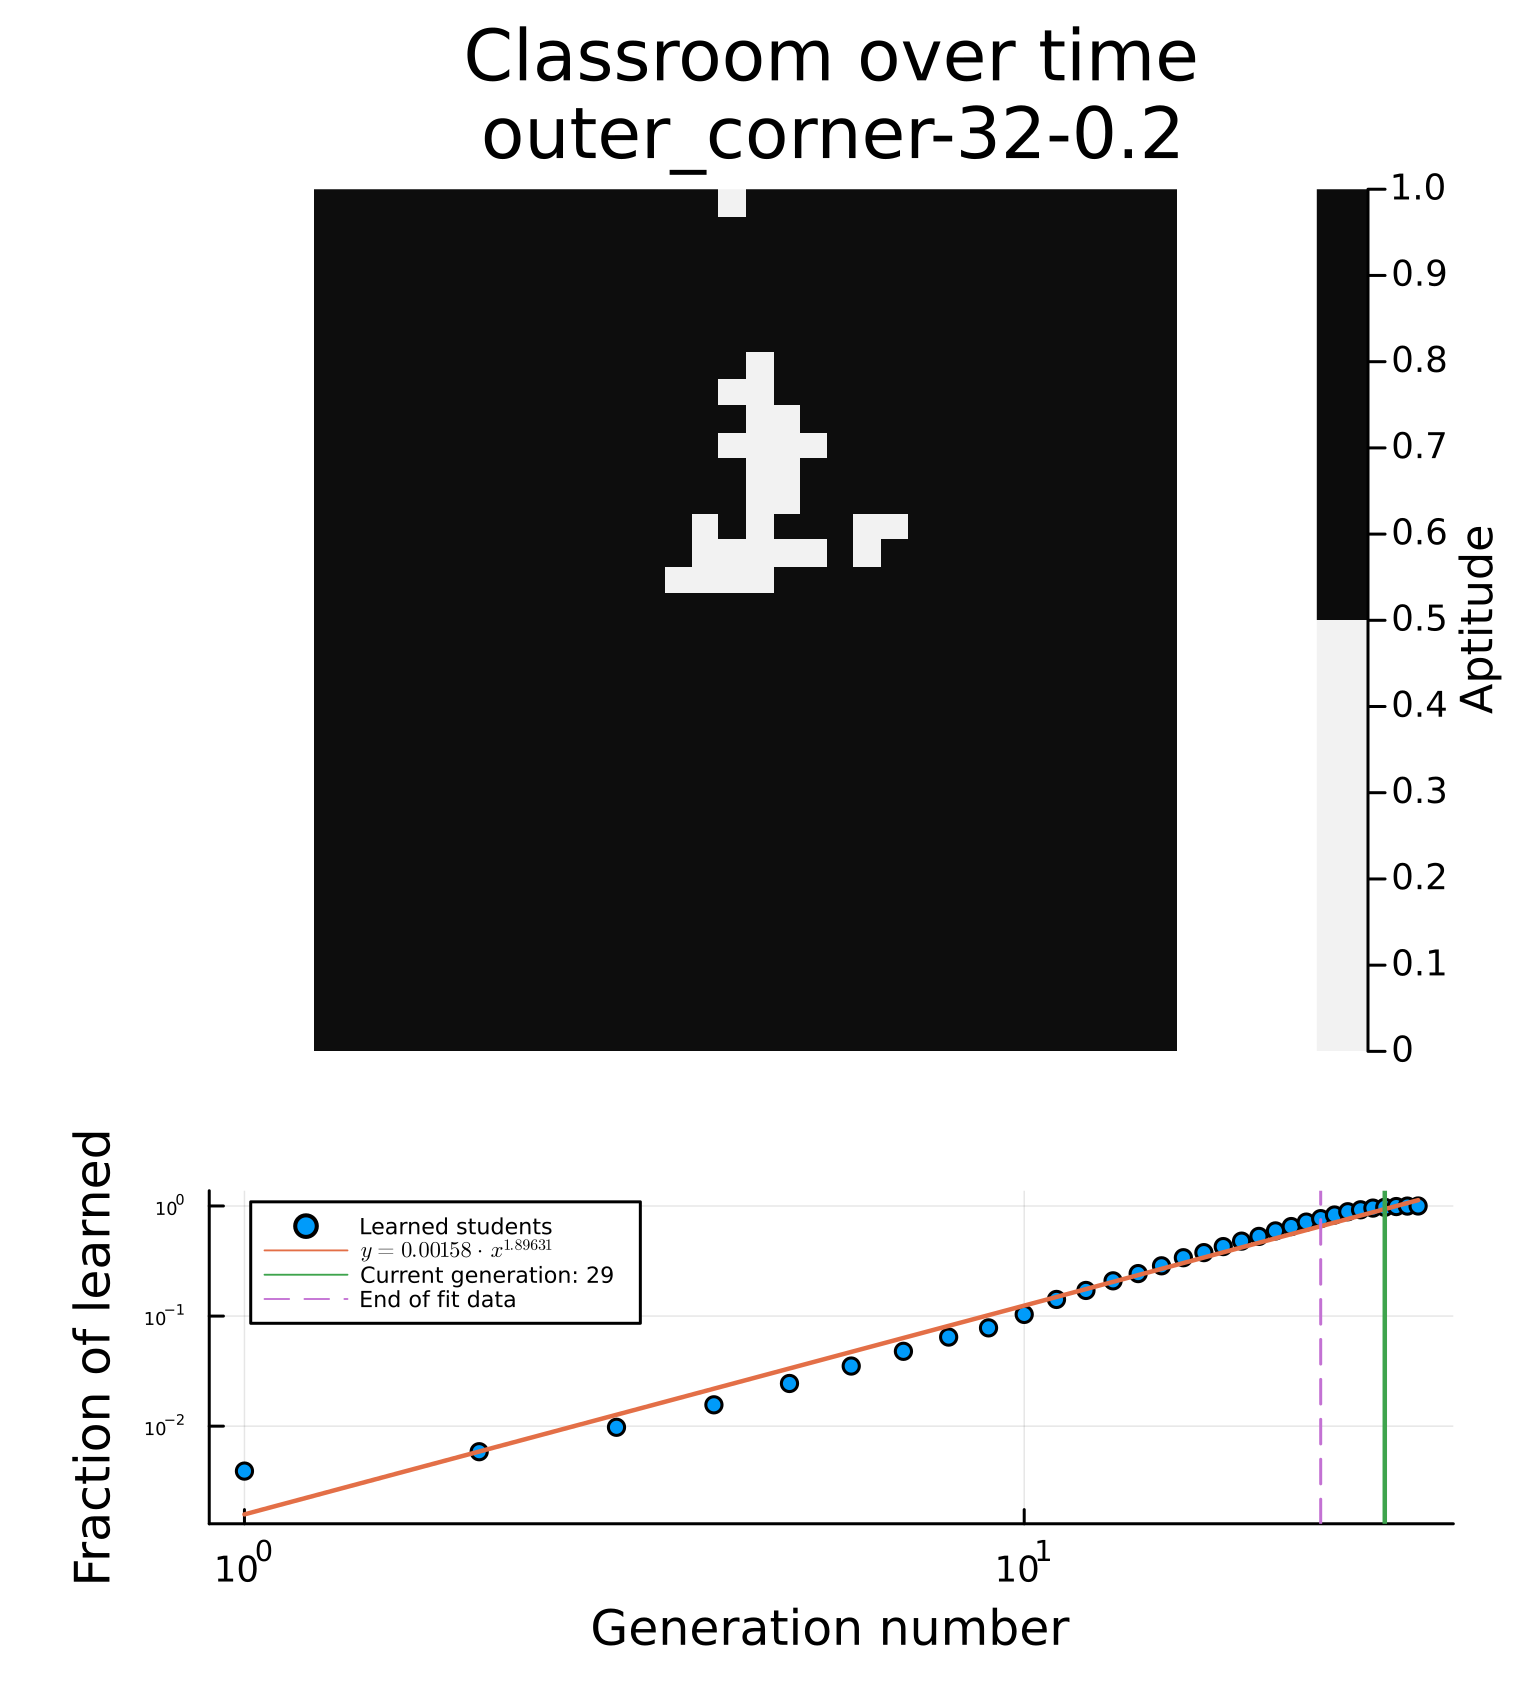 Classroom over time
outer_corner-32-0.2
1.0
0.9
0.8
0.7
0.6
0.5
0.4
0.3
0.2
0.1
0
Aptitude
Fraction of learned
10^0
10^-1
10^-2
Learned students
y = 0.00158 · x^1.89631
Current generation: 29
End of fit data
10^0
10^1
Generation number